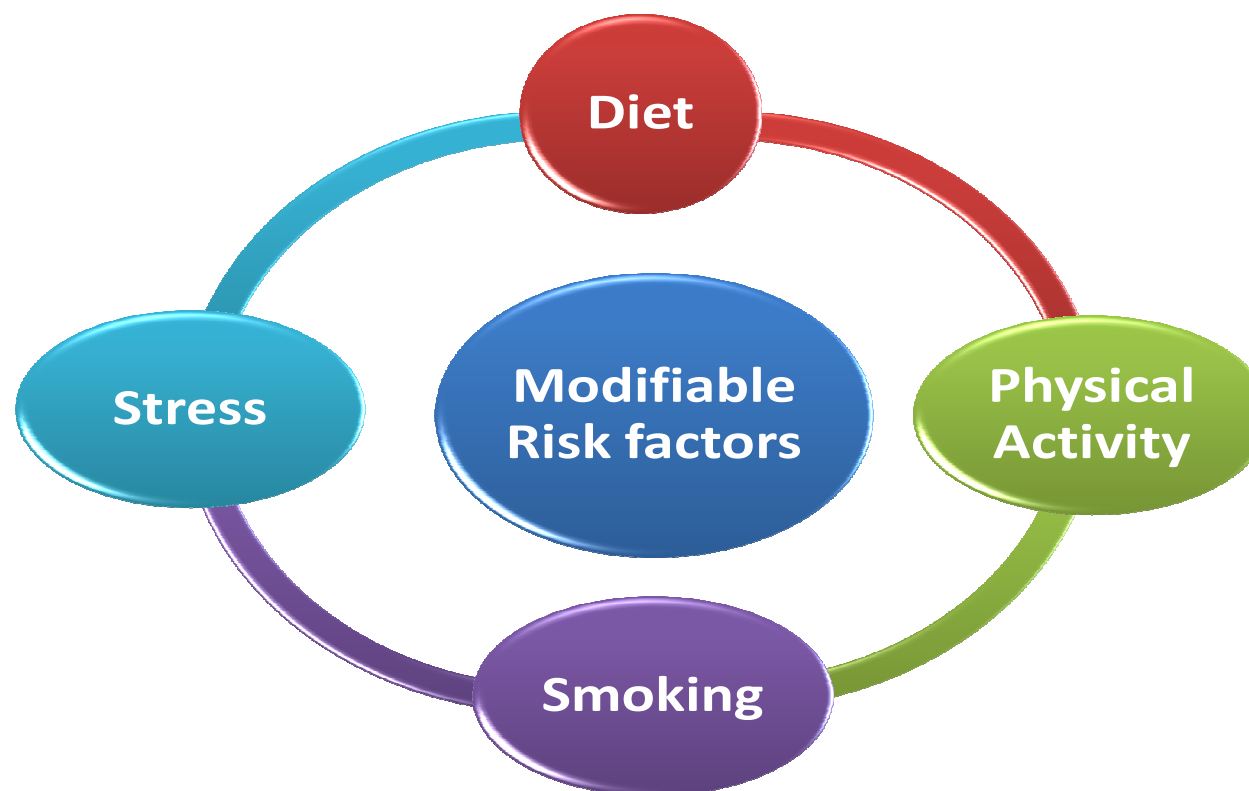 Diet
Stress
Modifiable
Risk factors
Physical
Activity
Smoking